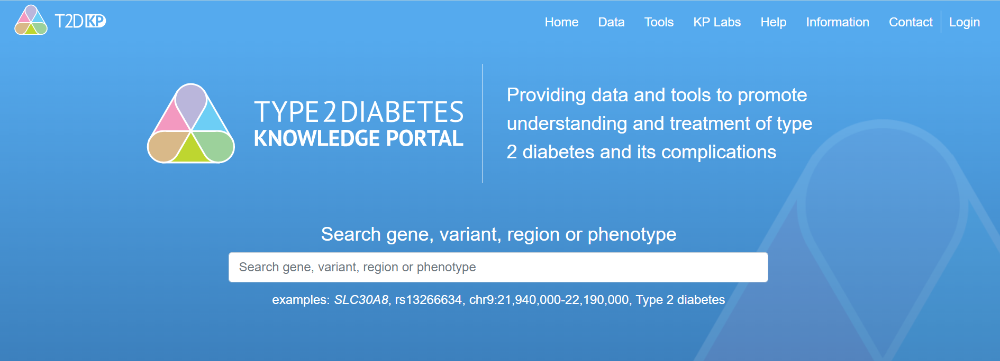 T2DKP
Home Data Tools KP Labs Help Information Contact Login
TYPE 2 DIABETES
KNOWLEDGE PORTAL
Providing data and tools to promote
understanding and treatment of type
2 diabetes and its complications
Search gene, variant, region or phenotype
Search gene, variant, region or phenotype
examples: SLC30A8, rs13266634, chr9:21,940,000-22,190,000, Type 2 diabetes